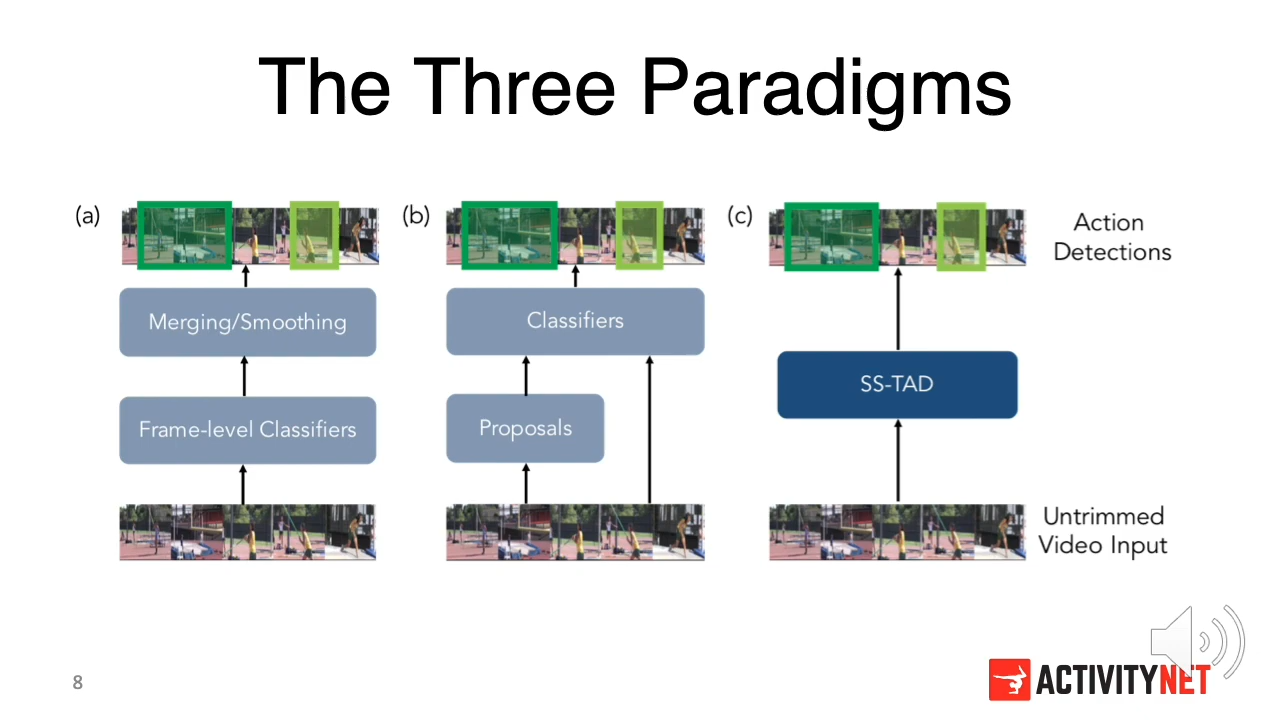 The Three Paradigms
(a)
Merging/Smoothing
Frame-level Classifiers
(b)
Classifiers
Proposals
(c)
SS-TAD
Action
Detections
Untrimmed
Video Input
8
ACTIVITYNET